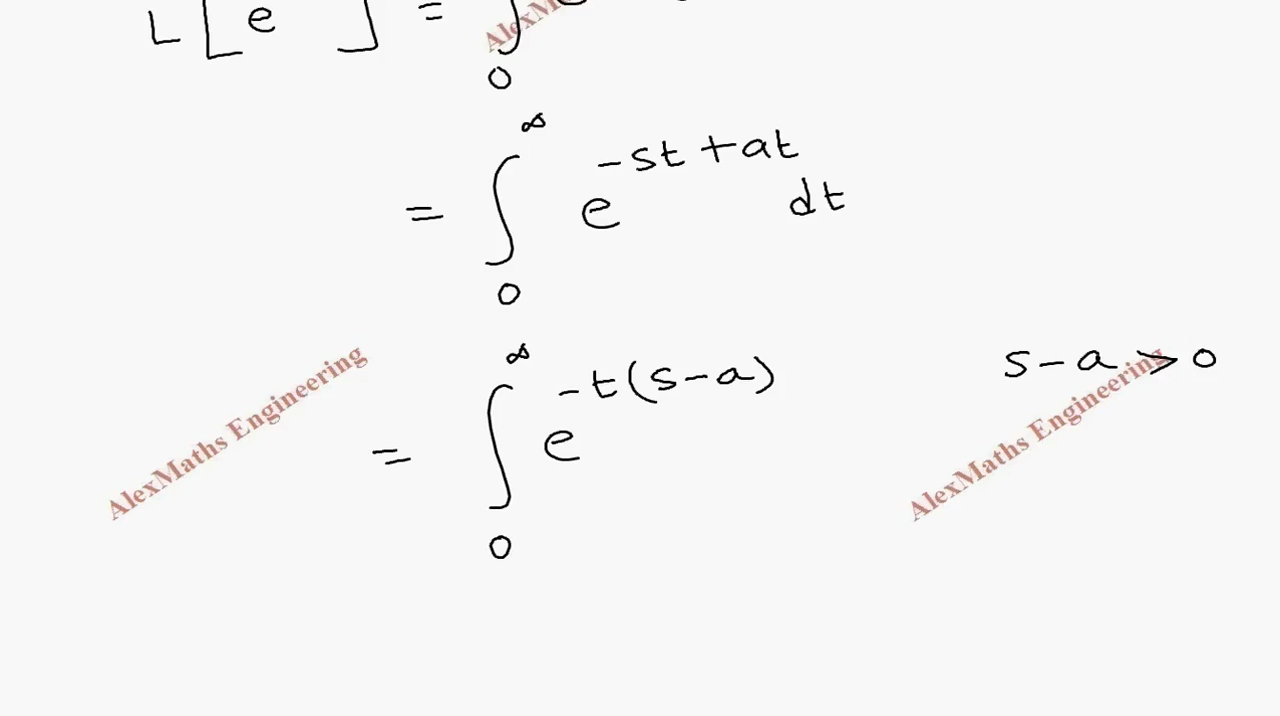 L[e ] = ∫
0
∞
= ∫ e^{-st+at} dt
0
∞
= ∫ e^{-t(s-a)} s-a>0
0
AlexMaths Engineering
AlexMaths Engineering